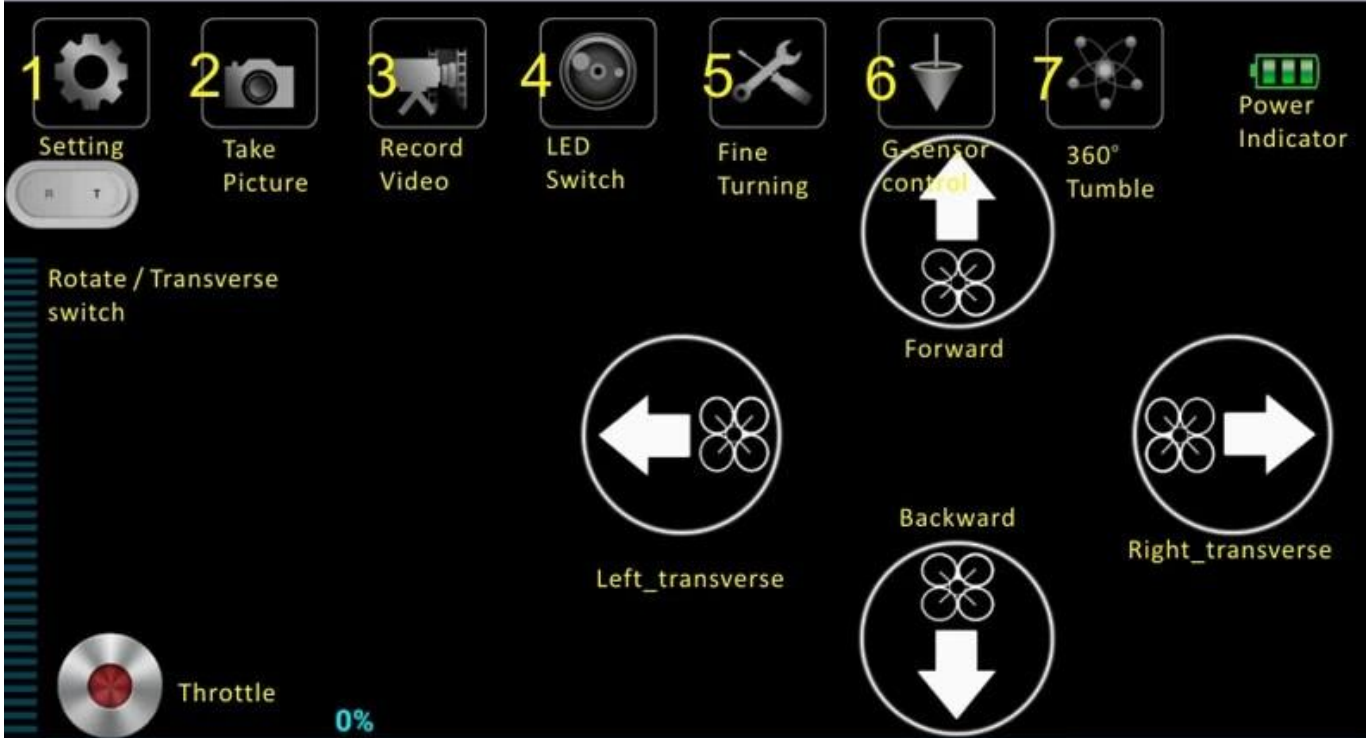 1
2
3
4
5
6
7
Setting
Take
Picture
Record
Video
LED
Switch
Fine
Turning
G-sensor
control
360°
Tumble
Power
Indicator
R T
Rotate / Transverse
switch
Forward
Left_transverse
Right_transverse
Backward
Throttle
0%